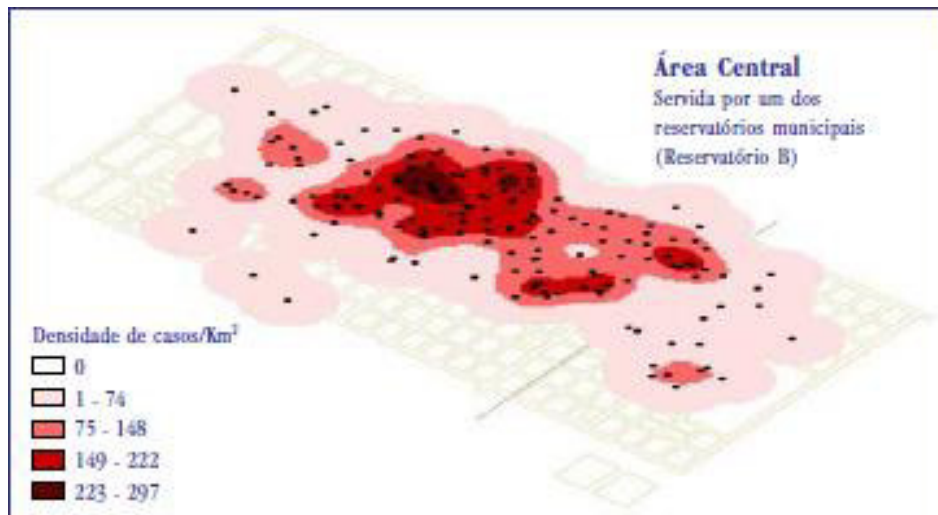 Área Central
Servida por um dos
reservatórios municipais
(Reservatório B)
Densidade de casos/Km²
0
1 - 74
75 - 148
149 - 222
223 - 297